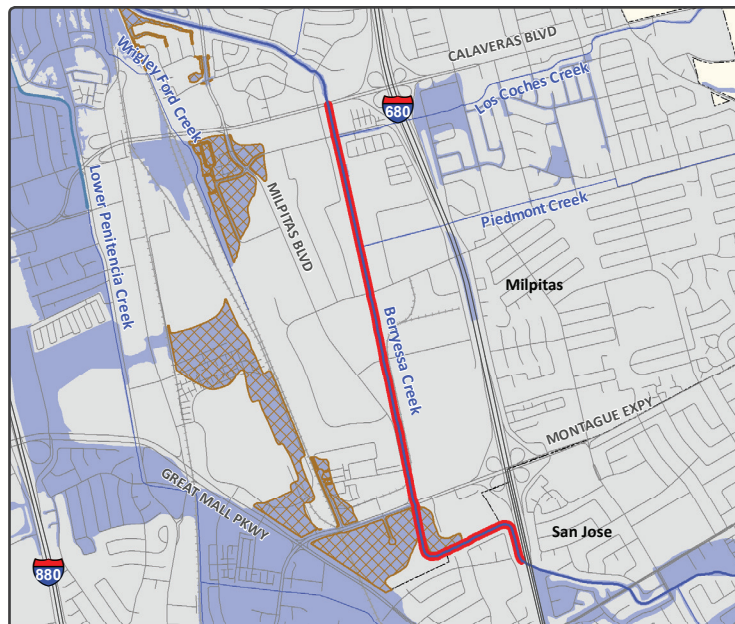 CALAVERAS BLVD
Wrigley Ford Creek
680
Los Coches Creek
Lower Penitencia Creek
MILPITAS BLVD
Piedmont Creek
Milpitas
Berryessa Creek
MONTAGUE EXPY
GREAT MALL PKWY
San Jose
880